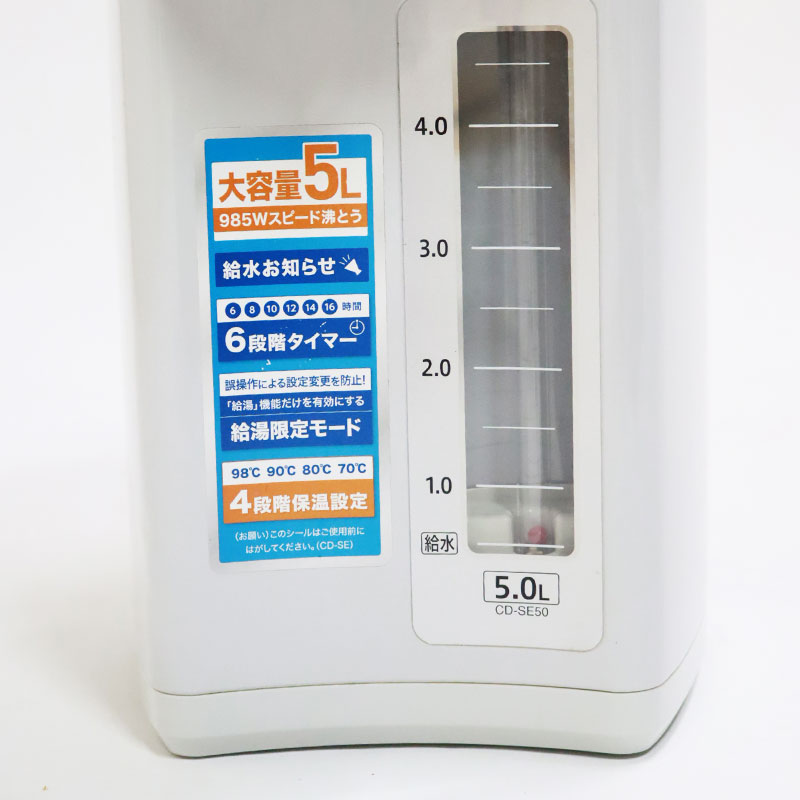 大容量5L
985Wスピード沸とう
給水お知らせ
6 8 10 12 14 16 時間
6段階タイマー
誤操作による設定変更を防止!
「給湯」機能だけを有効にする
給湯限定モード
98℃ 90℃ 80℃ 70℃
4段階保温設定
(お願い)このシールはご使用前に
はがしてください。(CD-SE)
4.0
3.0
2.0
1.0
給水
5.0L
CD-SE50